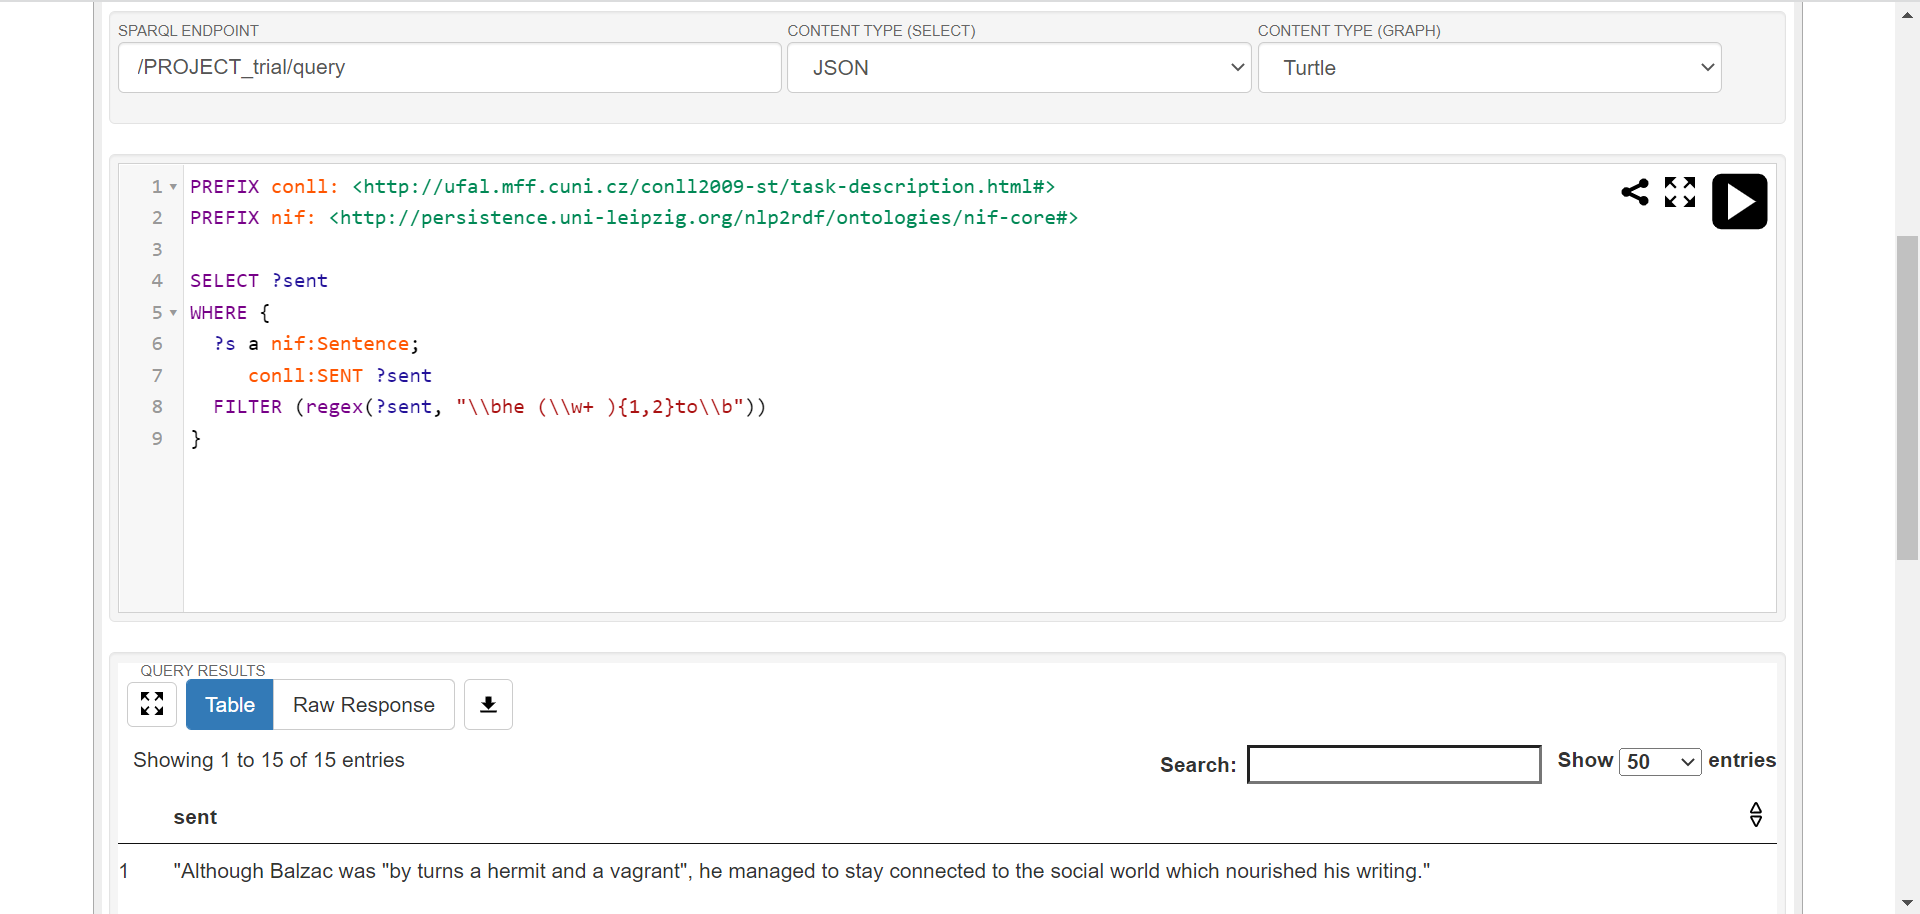 SPARQL ENDPOINT
CONTENT TYPE (SELECT)
CONTENT TYPE (GRAPH)
/PROJECT_trial/query
JSON
Turtle
1 PREFIX conll: <http://ufal.mff.cuni.cz/conll2009-st/task-description.html#>
2 PREFIX nif: <http://persistence.uni-leipzig.org/nlp2rdf/ontologies/nif-core#>
3
4 SELECT ?sent
5 WHERE {
6 ?s a nif:Sentence;
7 conll:SENT ?sent
8 FILTER (regex(?sent, "\\bhe (\\w+ ){1,2}to\\b"))
9 }
QUERY RESULTS
Table
Raw Response
Showing 1 to 15 of 15 entries
Search:
Show 50 entries
sent
1 "Although Balzac was "by turns a hermit and a vagrant", he managed to stay connected to the social world which nourished his writing."